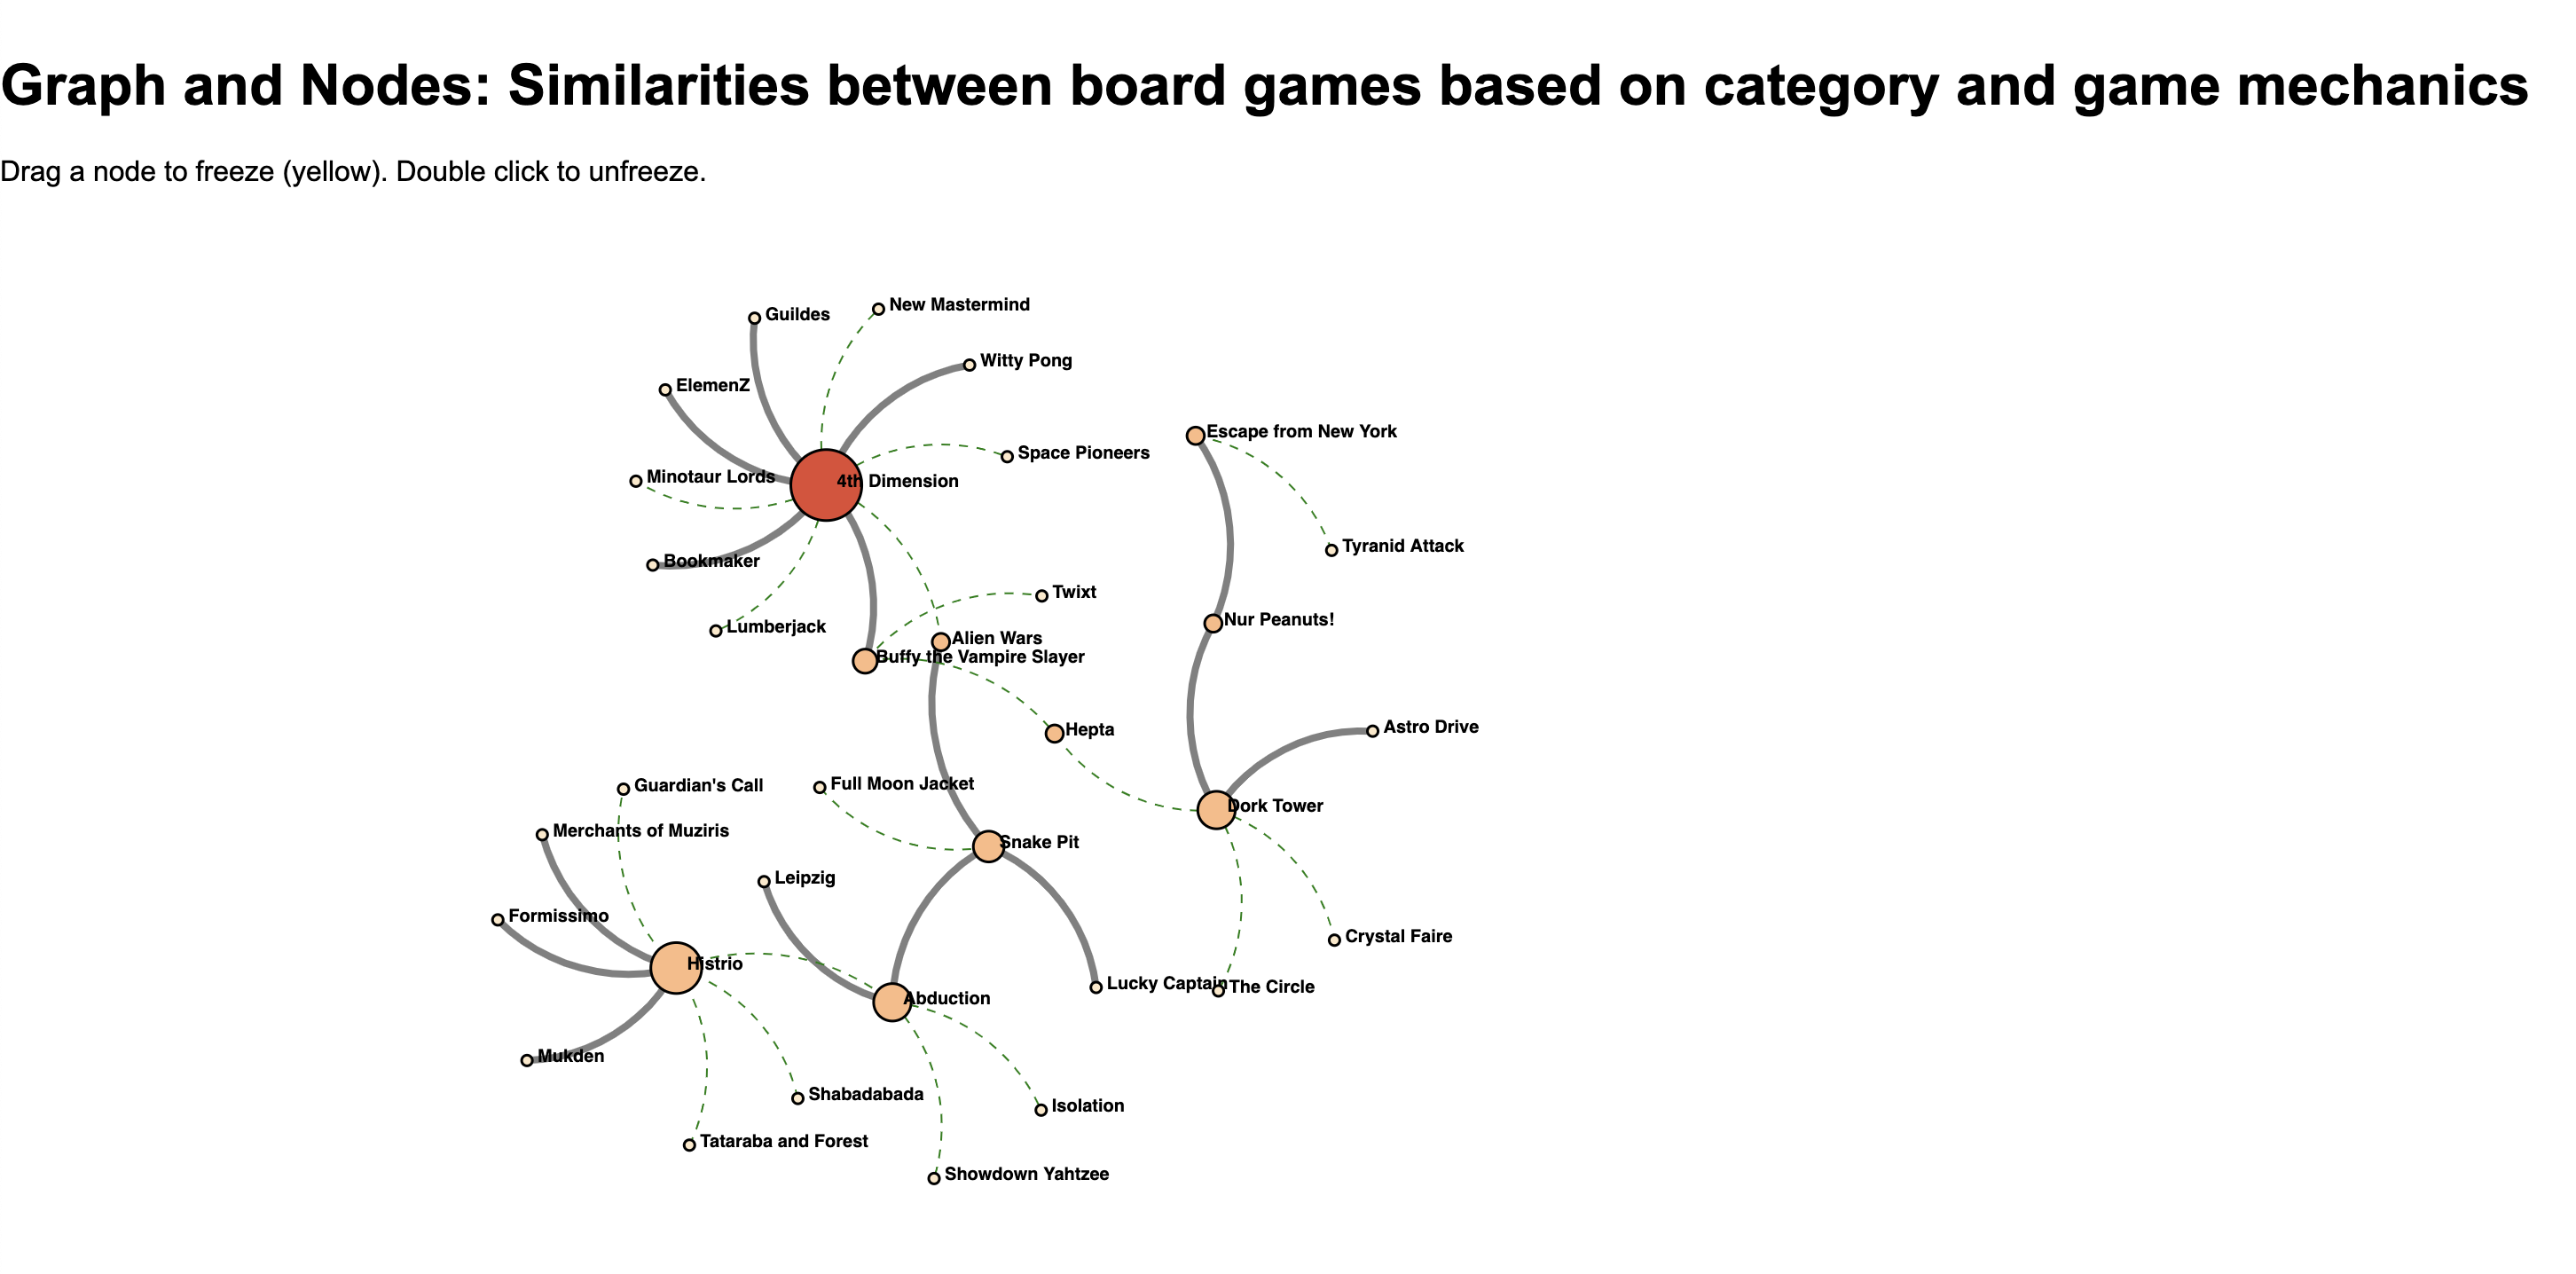 Graph and Nodes: Similarities between board games based on category and game mechanics
Drag a node to freeze (yellow). Double click to unfreeze.
New Mastermind
Guildes
Witty Pong
ElemenZ
Escape from New York
Space Pioneers
Minotaur Lords
4th Dimension
Tyranid Attack
Bookmaker
Twixt
Nur Peanuts!
Lumberjack
Alien Wars
Buffy the Vampire Slayer
Astro Drive
Hepta
Full Moon Jacket
Guardian's Call
Dork Tower
Merchants of Muziris
Snake Pit
Leipzig
Formissimo
Crystal Faire
Histrio
Lucky Captain
The Circle
Abduction
Mukden
Shabadabada
Isolation
Tataraba and Forest
Showdown Yahtzee